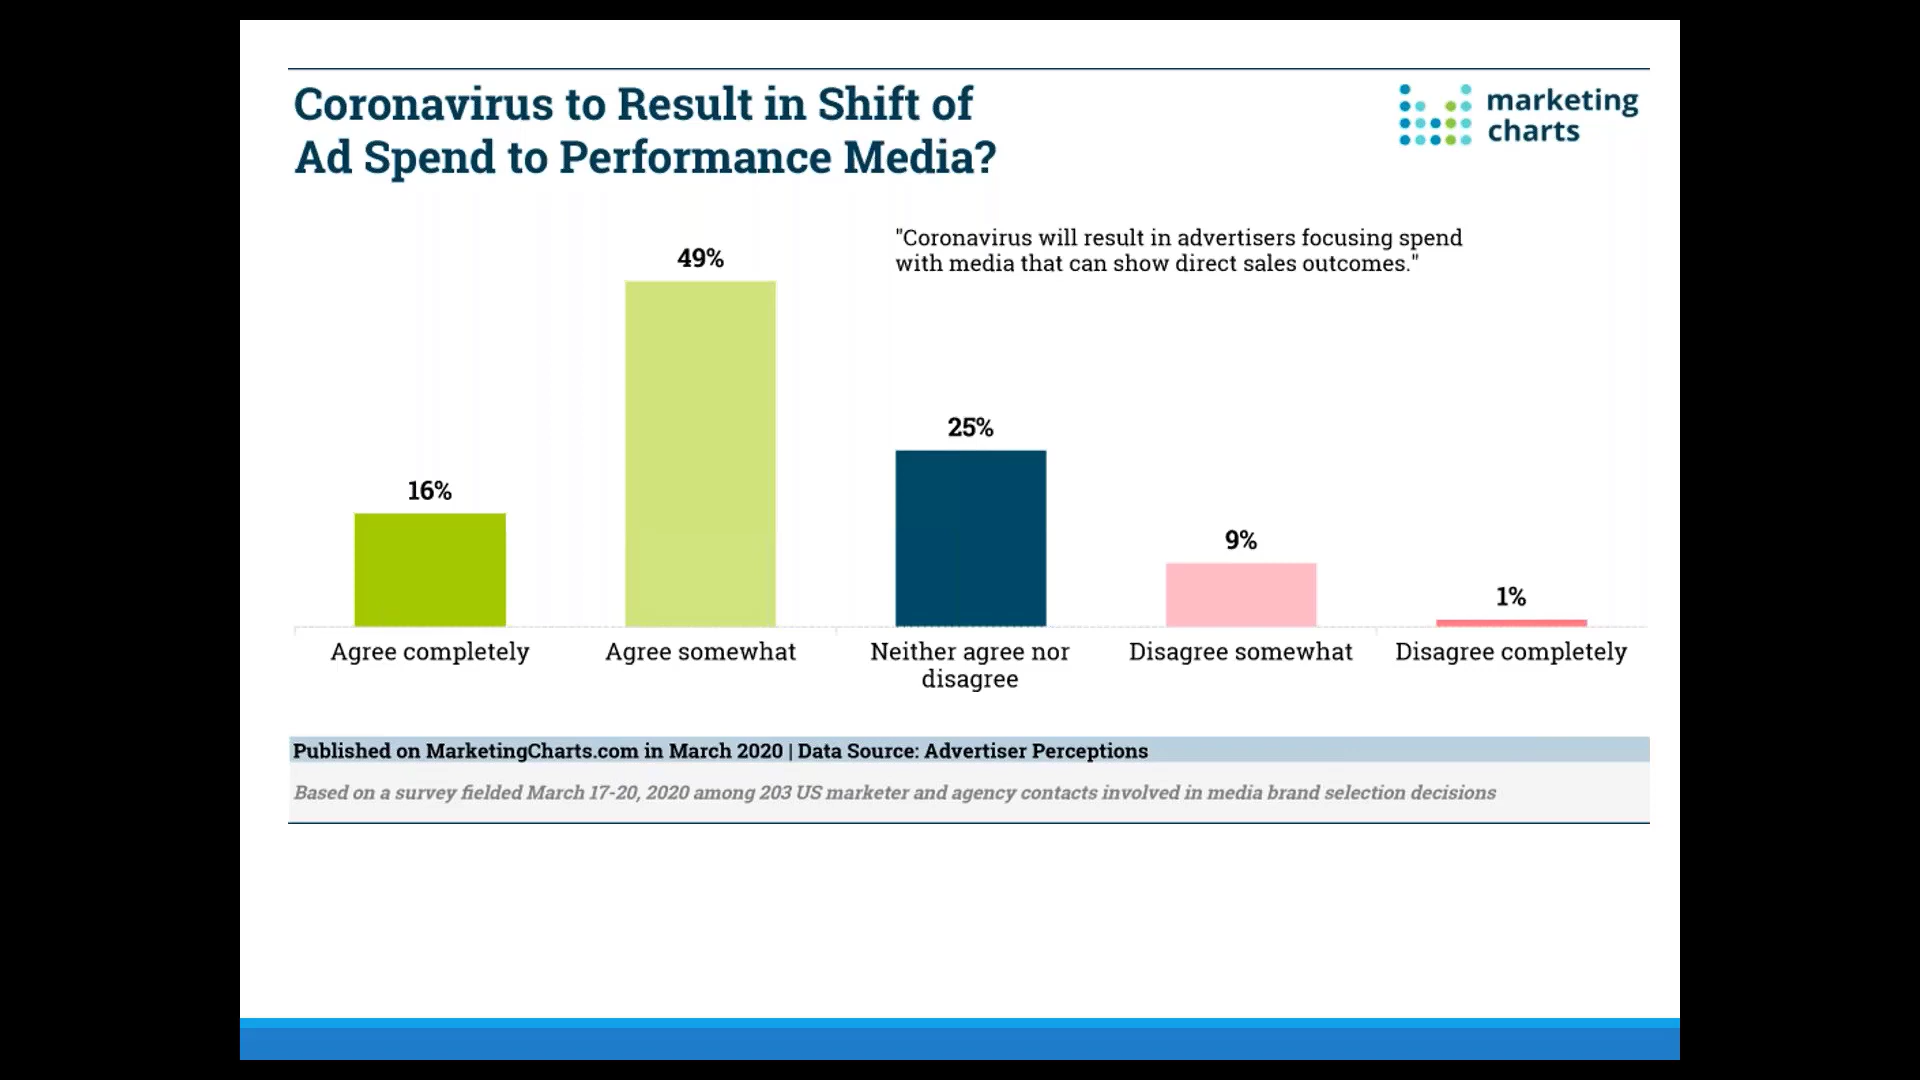 Coronavirus to Result in Shift of
Ad Spend to Performance Media?
marketing
charts
"Coronavirus will result in advertisers focusing spend
with media that can show direct sales outcomes."
16%
49%
25%
9%
1%
Agree completely
Agree somewhat
Neither agree nor
disagree
Disagree somewhat
Disagree completely
Published on MarketingCharts.com in March 2020 | Data Source: Advertiser Perceptions
Based on a survey fielded March 17-20, 2020 among 203 US marketer and agency contacts involved in media brand selection decisions